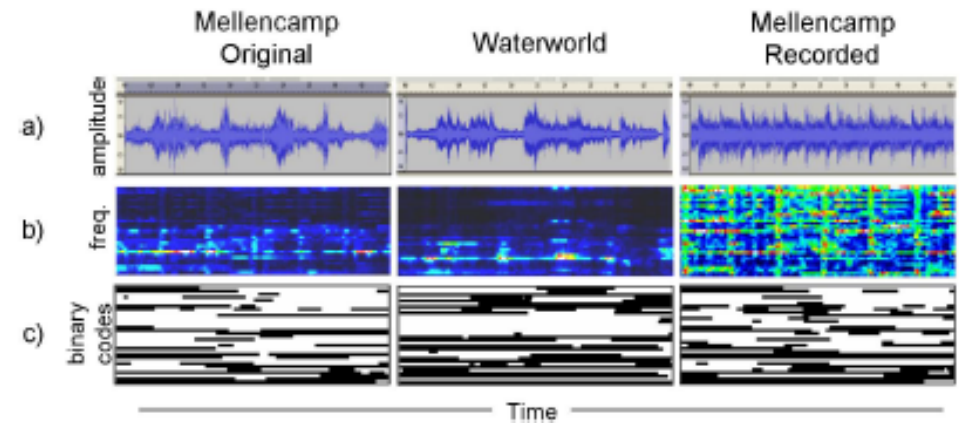 Mellencamp
Original
Waterworld
Mellencamp
Recorded
a)
amplitude
b)
freq.
c)
binary
codes
Time